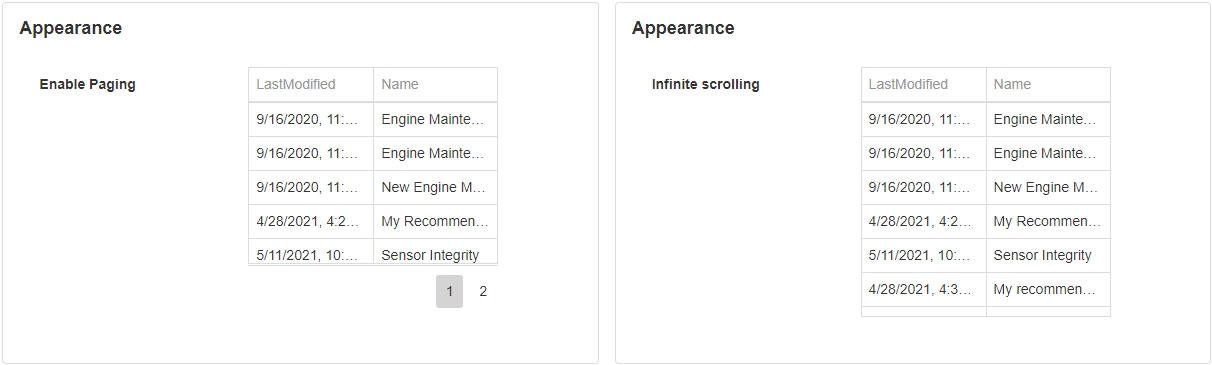 Appearance
Enable Paging
LastModified Name
9/16/2020, 11:... Engine Mainte...
9/16/2020, 11:... Engine Mainte...
9/16/2020, 11:... New Engine M...
4/28/2021, 4:2... My Recommen...
5/11/2021, 10:... Sensor Integrity
1 2
Appearance
Infinite scrolling
LastModified Name
9/16/2020, 11:... Engine Mainte...
9/16/2020, 11:... Engine Mainte...
9/16/2020, 11:... New Engine M...
4/28/2021, 4:2... My Recommen...
5/11/2021, 10:... Sensor Integrity
4/28/2021, 4:3... My recommen...